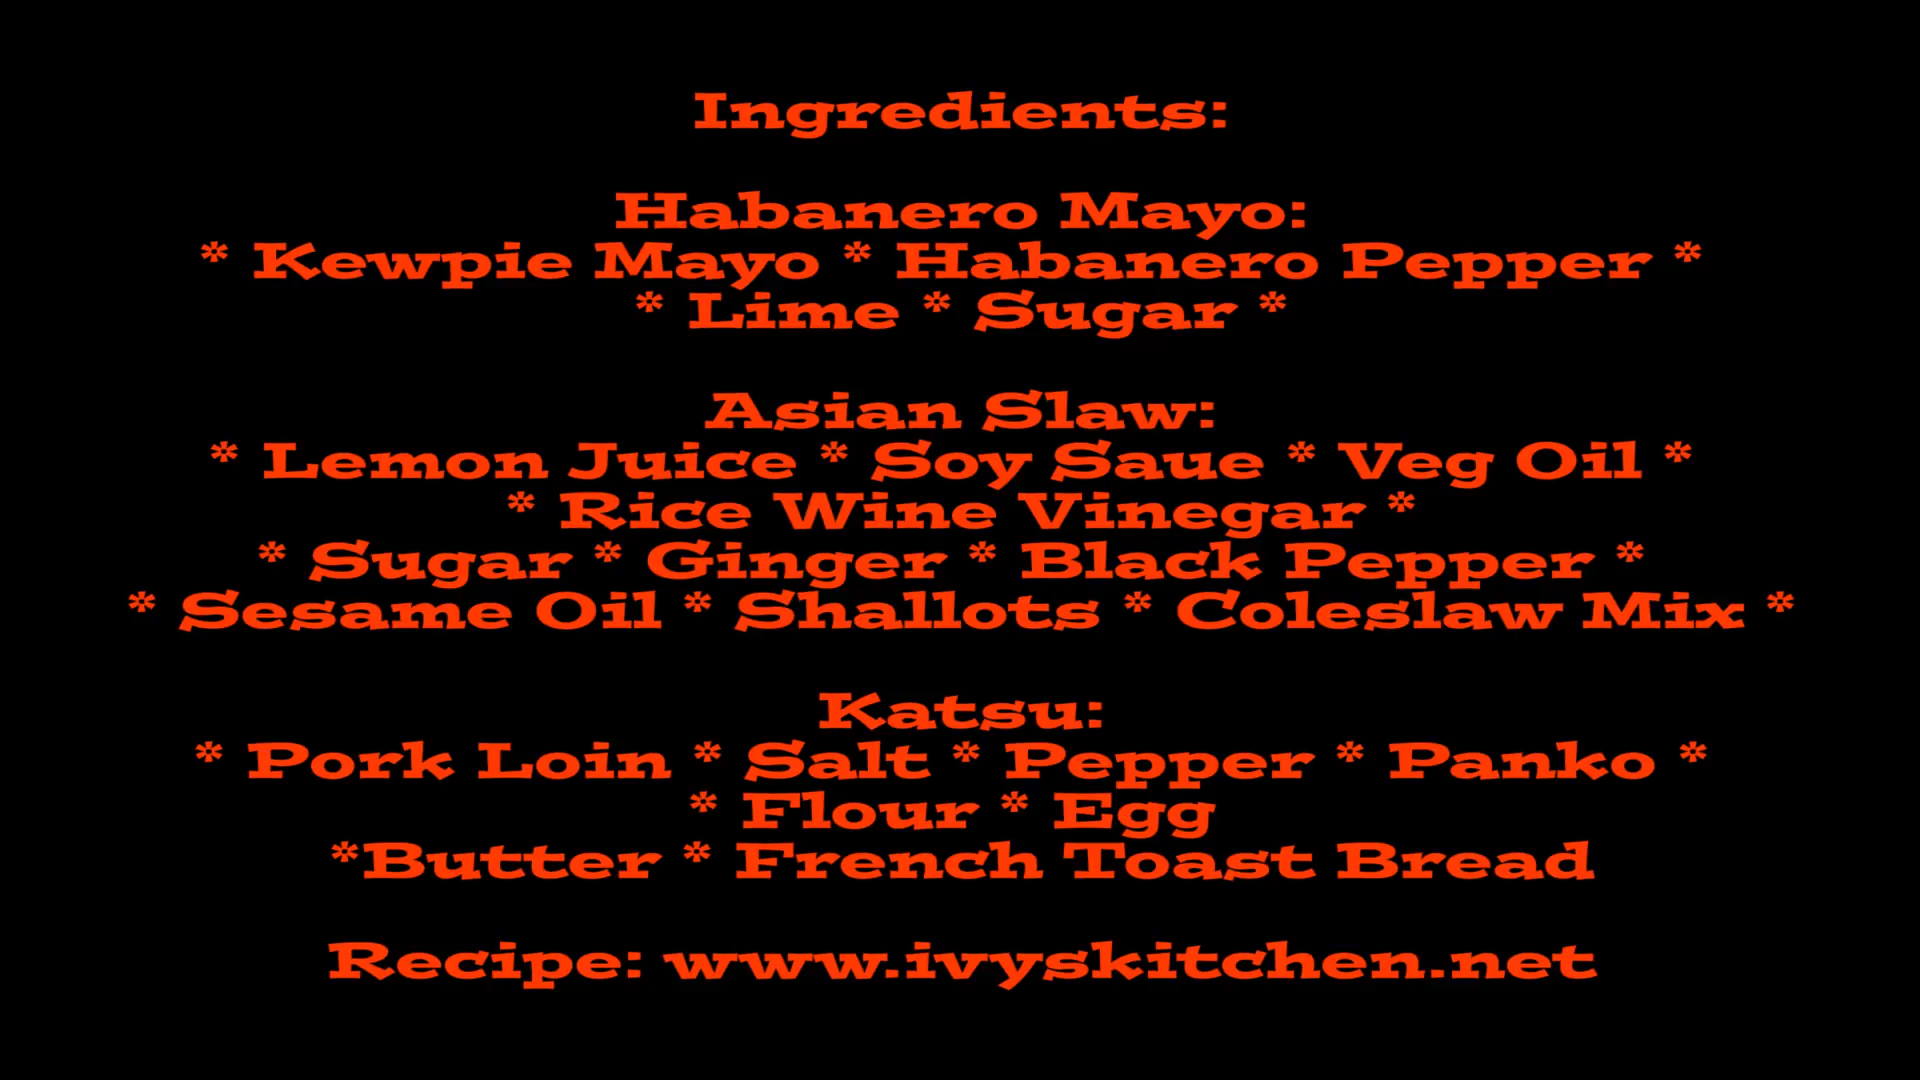 Ingredients:
Habanero Mayo:
* Kewpie Mayo * Habanero Pepper *
* Lime * Sugar *
Asian Slaw:
* Lemon Juice * Soy Saue * Veg Oil *
* Rice Wine Vinegar *
* Sugar * Ginger * Black Pepper *
* Sesame Oil * Shallots * Coleslaw Mix *
Katsu:
* Pork Loin * Salt * Pepper * Panko *
* Flour * Egg
*Butter * French Toast Bread
Recipe: www.ivyskitchen.net